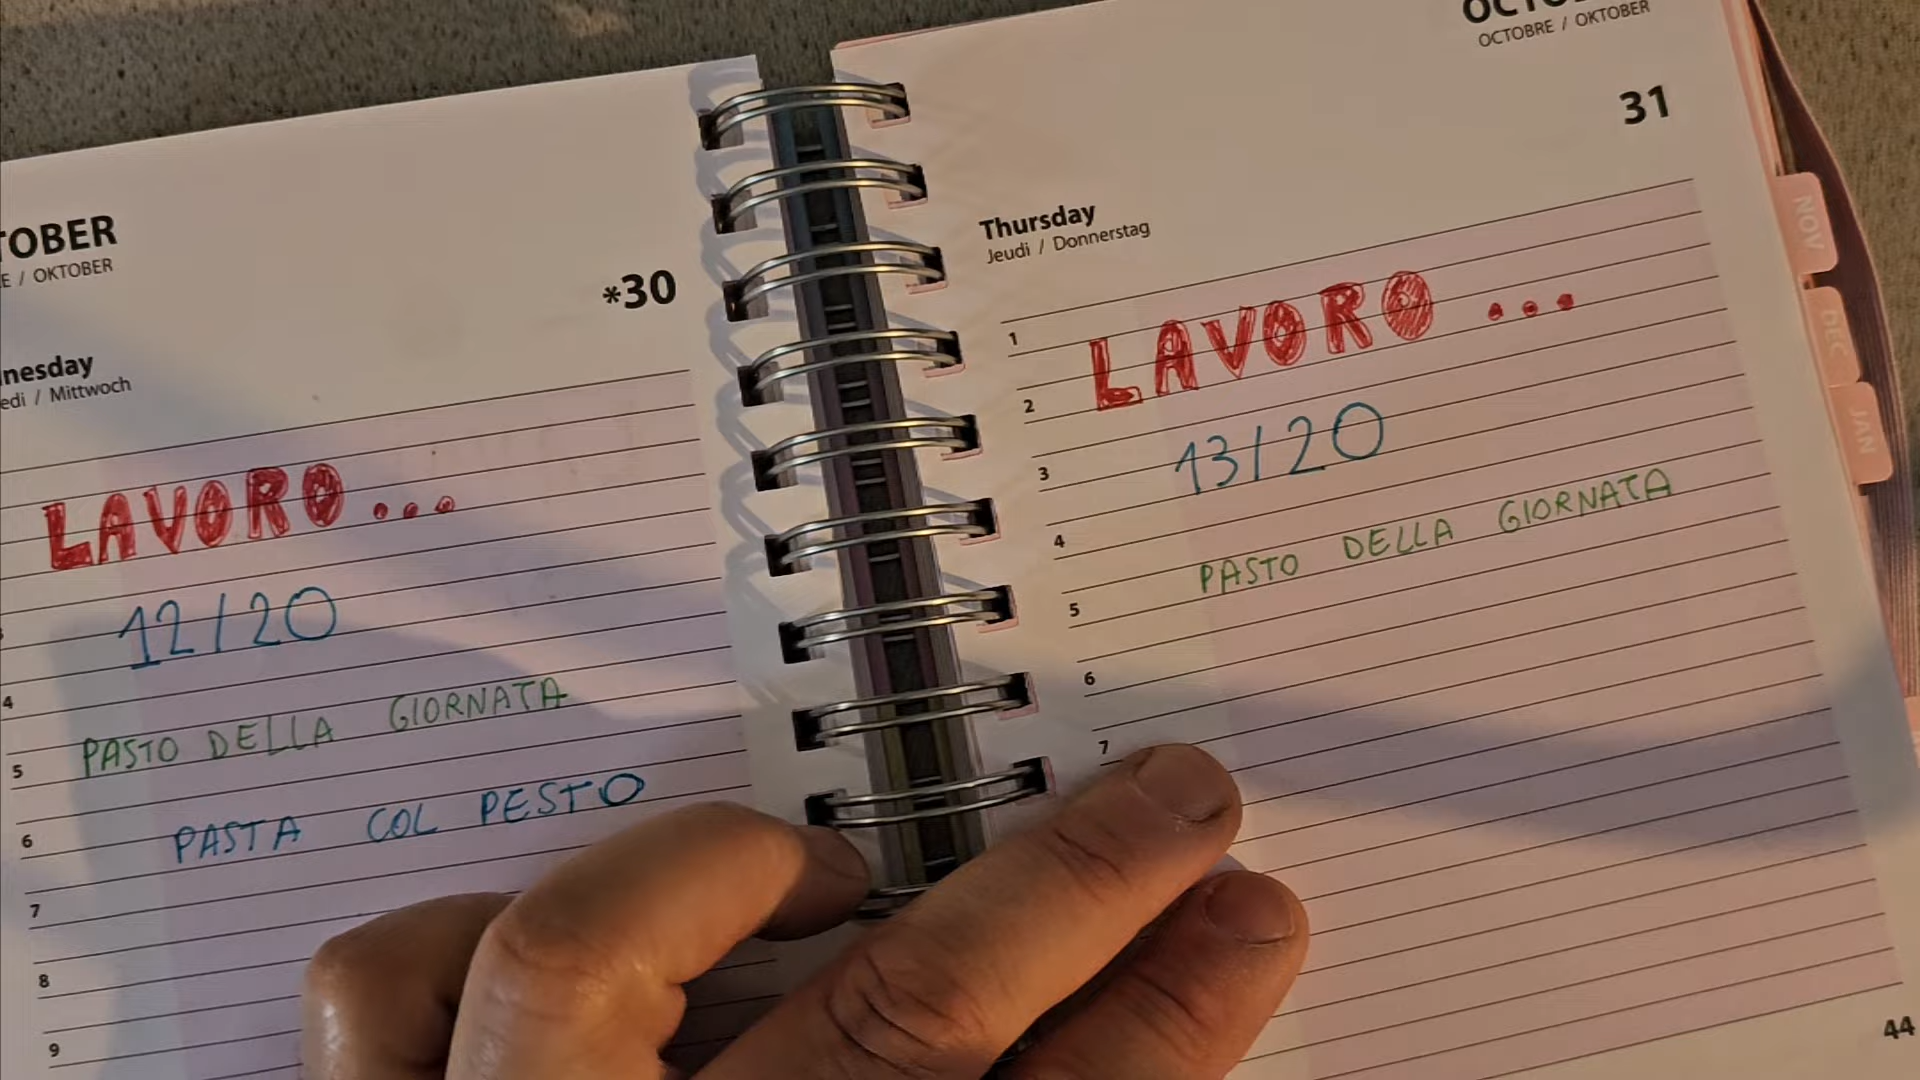 TOBER
E / OKTOBER
*30
nesday
edi / Mittwoch
LAVORO...
12/20
4
PASTO DELLA GIORNATA
5
PASTA COL PESTO
6
7
8
9
OCTO
OCTOBRE / OKTOBER
31
Thursday
Jeudi / Donnerstag
1
LAVORO...
2
13/20
3
4
PASTO DELLA GIORNATA
5
6
7
44
NOV
DEC
JAN